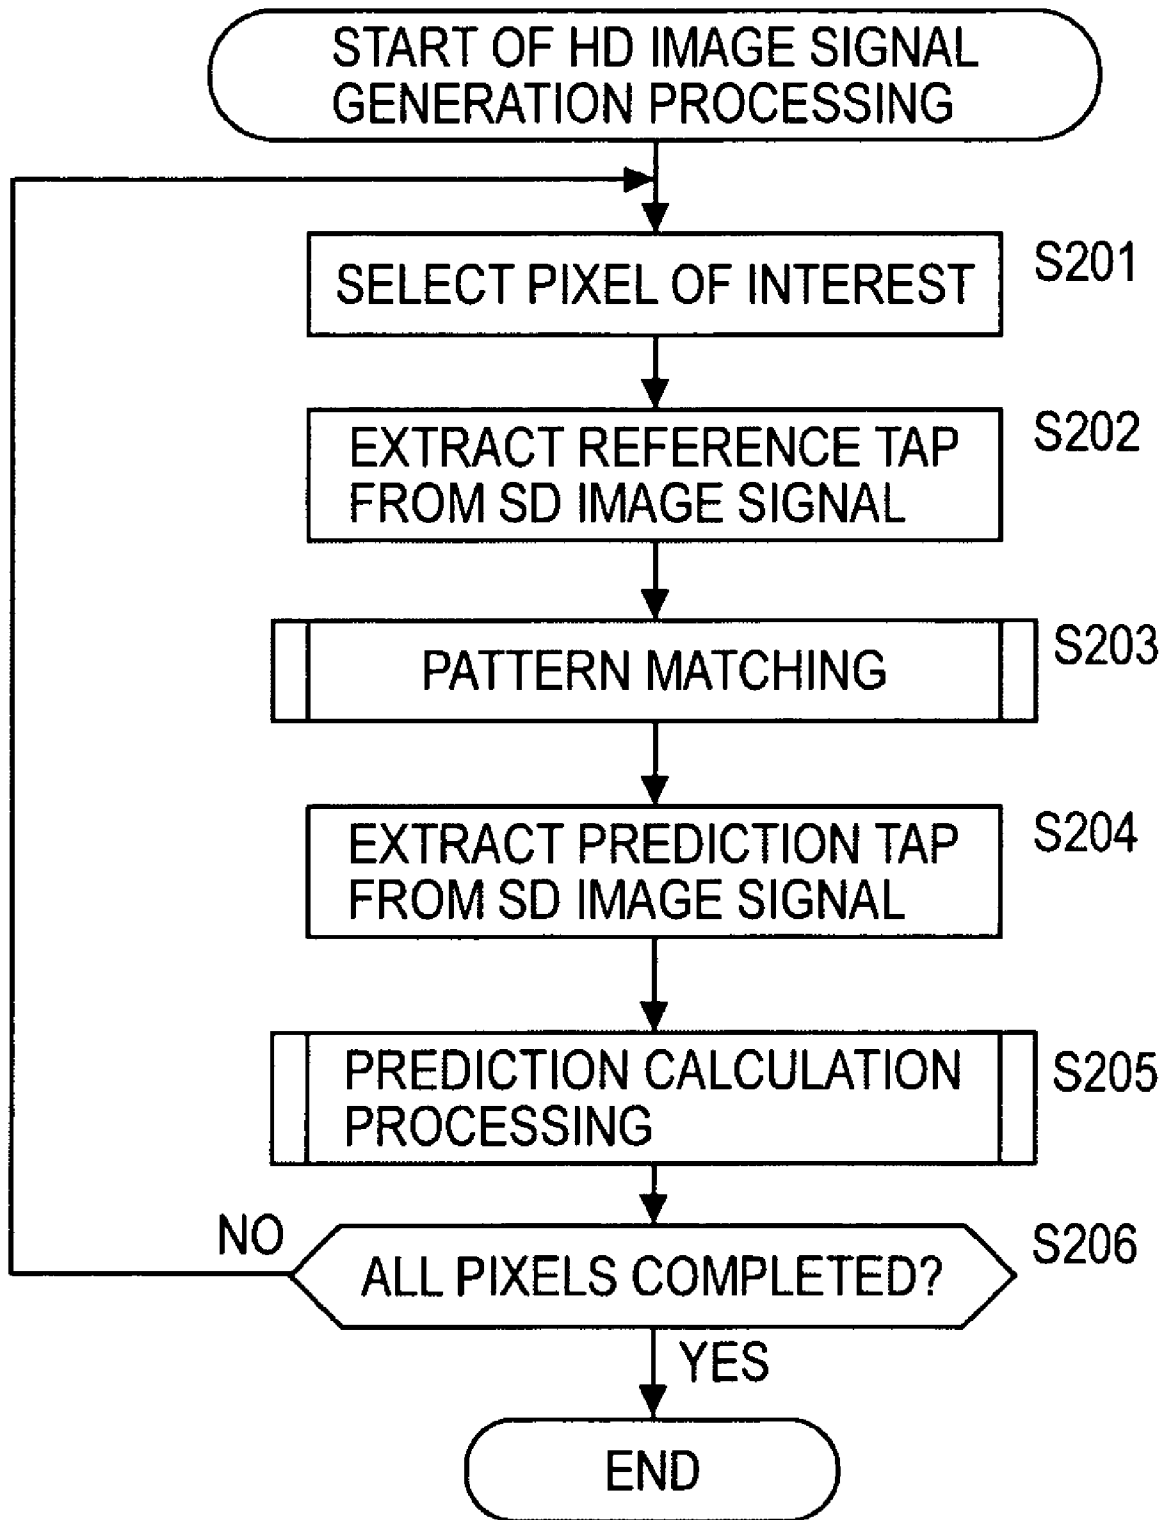 START OF HD IMAGE SIGNAL
GENERATION PROCESSING
SELECT PIXEL OF INTEREST
S201
EXTRACT REFERENCE TAP
FROM SD IMAGE SIGNAL
S202
PATTERN MATCHING
S203
EXTRACT PREDICTION TAP
FROM SD IMAGE SIGNAL
S204
PREDICTION CALCULATION
PROCESSING
S205
NO
ALL PIXELS COMPLETED?
S206
YES
END